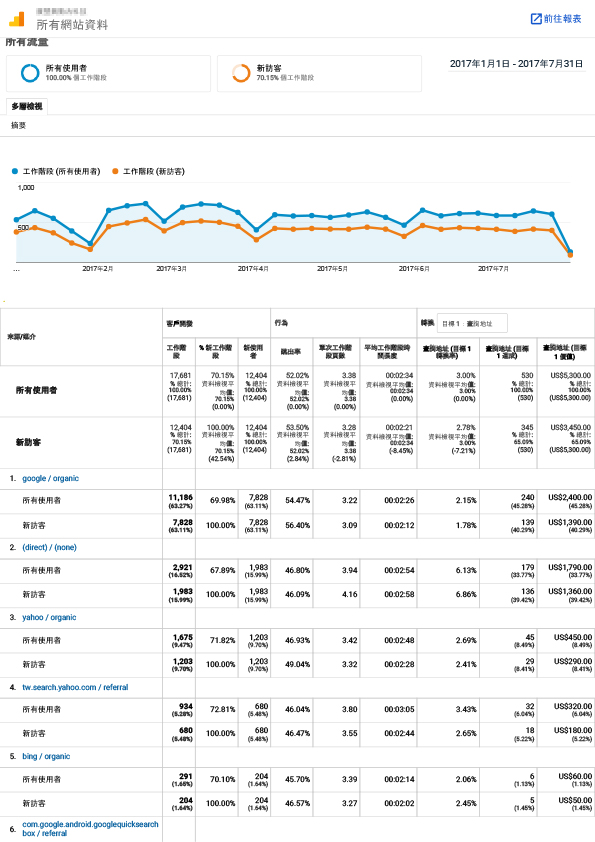 所有網站資料
前往報表
所有流量
所有使用者
100.00% 個工作階段
新訪客
70.15% 個工作階段
2017年1月1日 - 2017年7月31日
多層檢視
摘要
工作階段 (所有使用者) 工作階段 (新訪客)
1,000
500
... 2017年2月 2017年3月 2017年4月 2017年5月 2017年6月 2017年7月
來源/媒介
客戶開發 行為 轉換 目標 1：查詢地址
工作階段 % 新工作階段 新使用者 跳出率 單次工作階段頁數 平均工作階段時間長度 查詢地址 (目標 1 轉換率) 查詢地址 (目標 1 達成) 查詢地址 (目標 1 價值)
所有使用者
17,681 % 總計: 100.00% (17,681)
70.15% 資料檢視平均值: 70.15% (0.00%)
12,404 % 總計: 100.00% (12,404)
52.02% 資料檢視平均值: 52.02% (0.00%)
3.38 資料檢視平均值: 3.38 (0.00%)
00:02:34 資料檢視平均值: 00:02:34 (0.00%)
3.00% 資料檢視平均值: 3.00% (0.00%)
530 % 總計: 100.00% (530)
US$5,300.00 % 總計: 100.00% (US$5,300.00)
新訪客
12,404 % 總計: 70.15% (17,681)
100.00% 資料檢視平均值: 70.15% (42.54%)
12,404 % 總計: 100.00% (12,404)
53.50% 資料檢視平均值: 52.02% (2.84%)
3.28 資料檢視平均值: 3.38 (-2.81%)
00:02:21 資料檢視平均值: 00:02:34 (-8.45%)
2.78% 資料檢視平均值: 3.00% (-7.21%)
345 % 總計: 65.09% (530)
US$3,450.00 % 總計: 65.09% (US$5,300.00)
1. google / organic
所有使用者 11,186 (63.27%) 69.98% 7,828 (63.11%) 54.47% 3.22 00:02:26 2.15% 240 (45.28%) US$2,400.00 (45.28%)
新訪客 7,828 (63.11%) 100.00% 7,828 (63.11%) 56.40% 3.09 00:02:12 1.78% 139 (40.29%) US$1,390.00 (40.29%)
2. (direct) / (none)
所有使用者 2,921 (16.52%) 67.89% 1,983 (15.99%) 46.80% 3.94 00:02:54 6.13% 179 (33.77%) US$1,790.00 (33.77%)
新訪客 1,983 (15.99%) 100.00% 1,983 (15.99%) 46.09% 4.16 00:02:58 6.86% 136 (39.42%) US$1,360.00 (39.42%)
3. yahoo / organic
所有使用者 1,675 (9.47%) 71.82% 1,203 (9.70%) 46.93% 3.42 00:02:48 2.69% 45 (8.49%) US$450.00 (8.49%)
新訪客 1,203 (9.70%) 100.00% 1,203 (9.70%) 49.04% 3.32 00:02:28 2.41% 29 (8.41%) US$290.00 (8.41%)
4. tw.search.yahoo.com / referral
所有使用者 934 (5.28%) 72.81% 680 (5.48%) 46.04% 3.80 00:03:05 3.43% 32 (6.04%) US$320.00 (6.04%)
新訪客 680 (5.48%) 100.00% 680 (5.48%) 46.47% 3.55 00:02:44 2.65% 18 (5.22%) US$180.00 (5.22%)
5. bing / organic
所有使用者 291 (1.65%) 70.10% 204 (1.64%) 45.70% 3.39 00:02:14 2.06% 6 (1.13%) US$60.00 (1.13%)
新訪客 204 (1.64%) 100.00% 204 (1.64%) 46.57% 3.27 00:02:02 2.45% 5 (1.45%) US$50.00 (1.45%)
6. com.google.android.googlequicksearch
box / referral